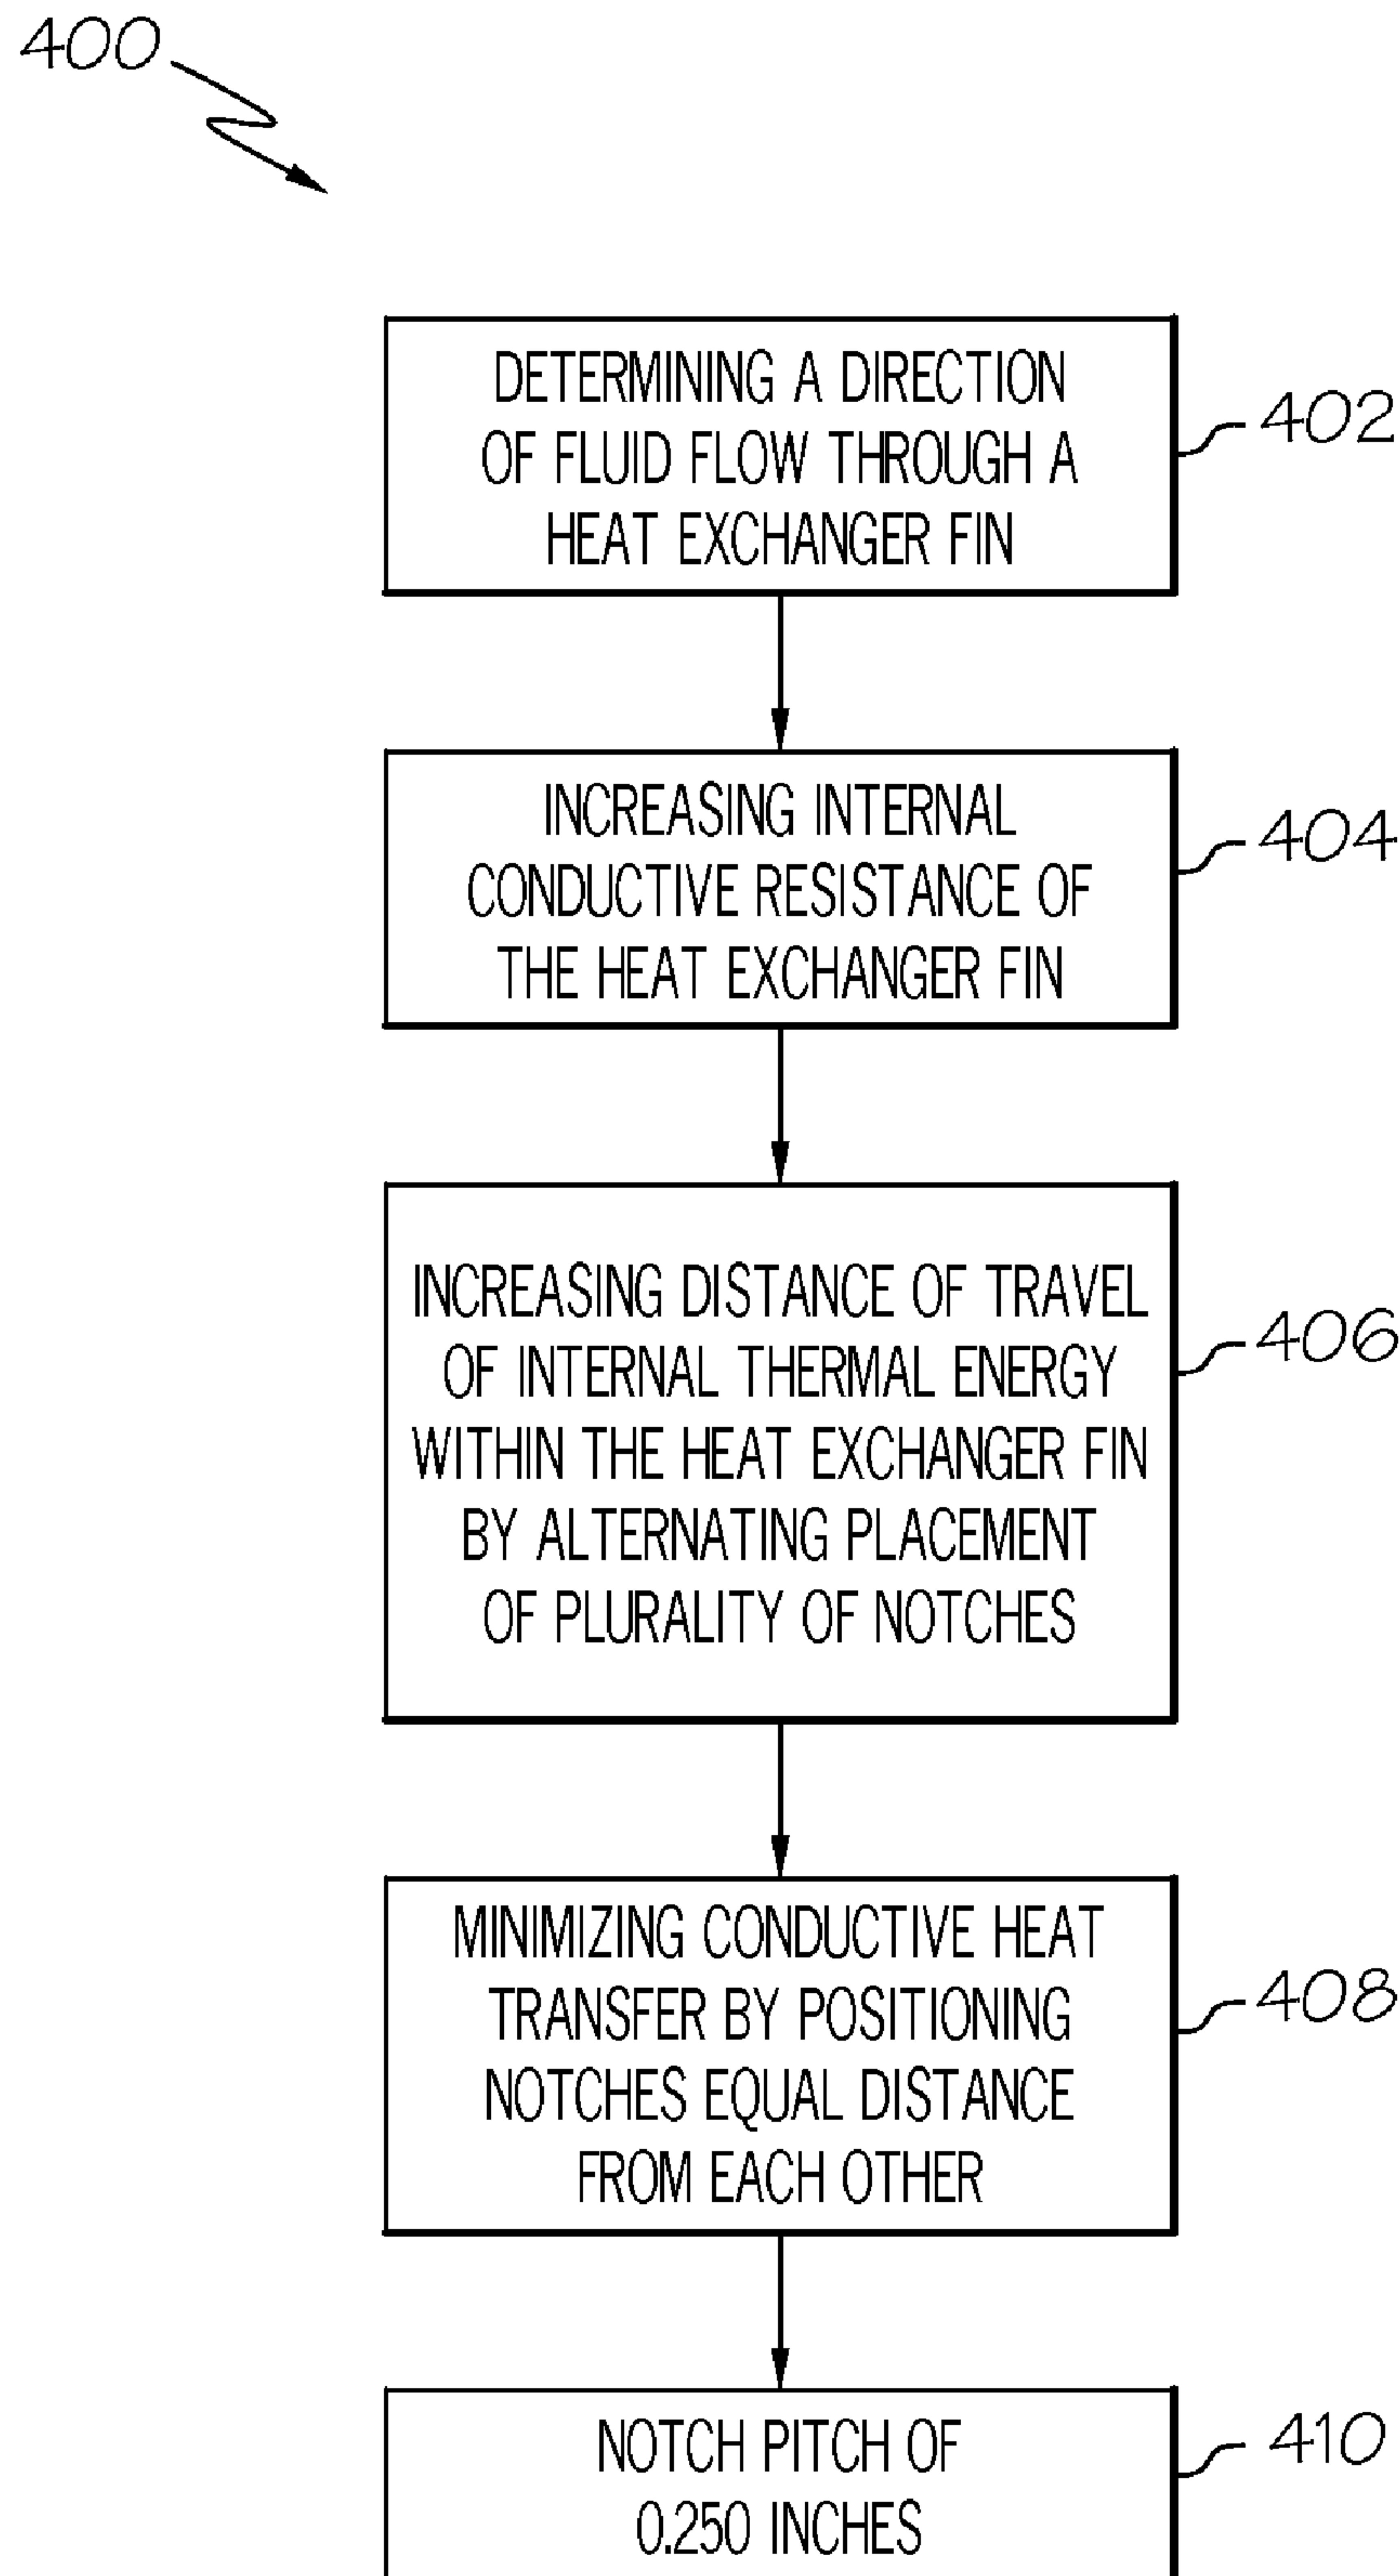 400
DETERMINING A DIRECTION
OF FLUID FLOW THROUGH A
HEAT EXCHANGER FIN
402
INCREASING INTERNAL
CONDUCTIVE RESISTANCE OF
THE HEAT EXCHANGER FIN
404
INCREASING DISTANCE OF TRAVEL
OF INTERNAL THERMAL ENERGY
WITHIN THE HEAT EXCHANGER FIN
BY ALTERNATING PLACEMENT
OF PLURALITY OF NOTCHES
406
MINIMIZING CONDUCTIVE HEAT
TRANSFER BY POSITIONING
NOTCHES EQUAL DISTANCE
FROM EACH OTHER
408
NOTCH PITCH OF
0.250 INCHES
410